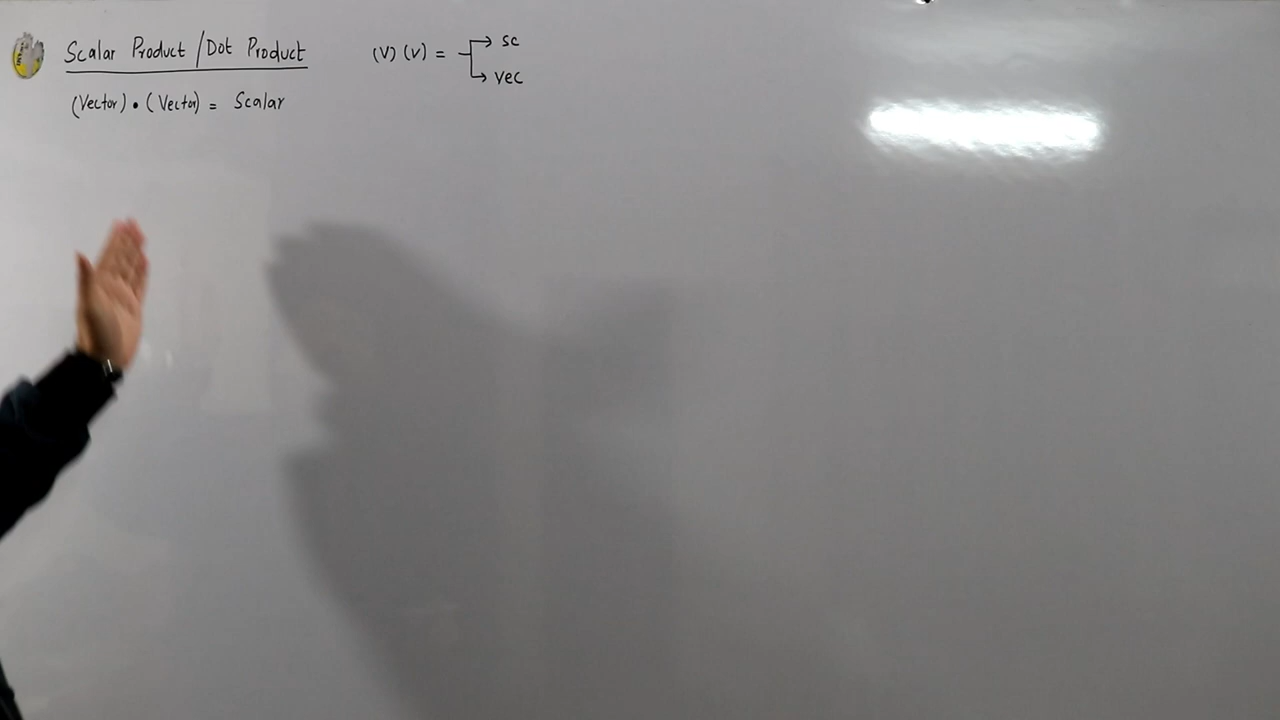 Scalar Product / Dot Product
(Vector) • (Vector) = Scalar
(V) (V) = → sc
→ vec